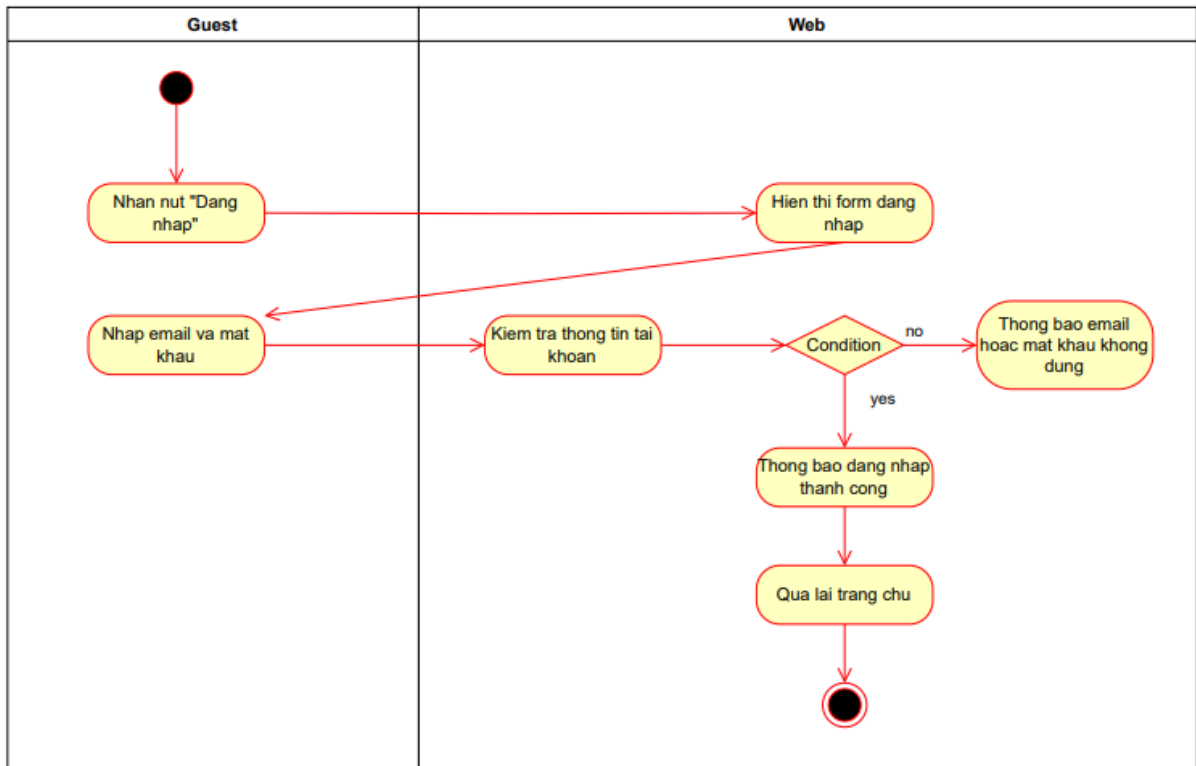 Guest
Web
Nhan nut "Dang
nhap"
Hien thi form dang
nhap
Nhap email va mat
khau
Kiem tra thong tin tai
khoan
Condition
no
Thong bao email
hoac mat khau khong
dung
yes
Thong bao dang nhap
thanh cong
Qua lai trang chu